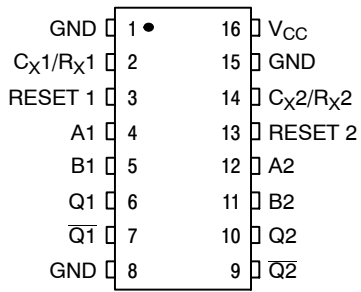 GND 1 16 VCC
CX1/RX1 2 15 GND
RESET 1 3 14 CX2/RX2
A1 4 13 RESET 2
B1 5 12 A2
Q1 6 11 B2
Q1 7 10 Q2
GND 8 9 Q2